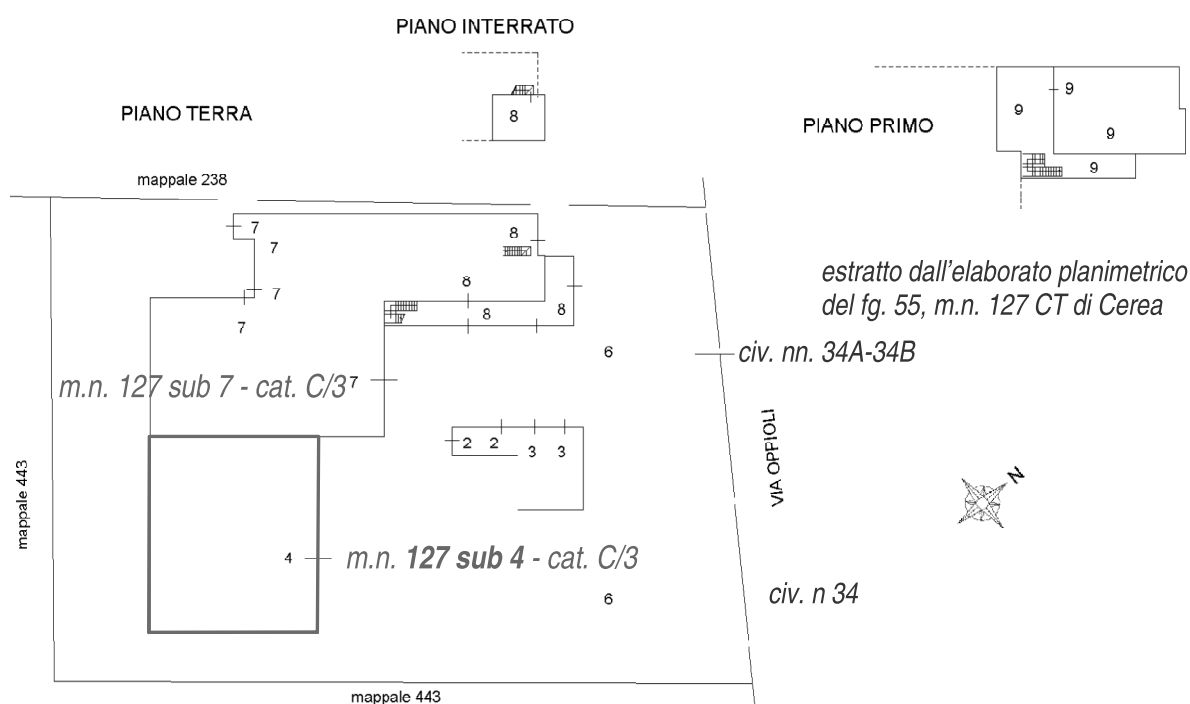 PIANO INTERRATO
8
PIANO TERRA
PIANO PRIMO
9
9
9
9
mappale 238
7
7
7
7
8
8
8
8
estratto dall'elaborato planimetrico
del fg. 55, m.n. 127 CT di Cerea
6
civ. nn. 34A-34B
m.n. 127 sub 7 - cat. C/3
7
2 2 3 3
VIA OPPIOLI
N
mappale 443
4
m.n. 127 sub 4 - cat. C/3
6
civ. n 34
mappale 443